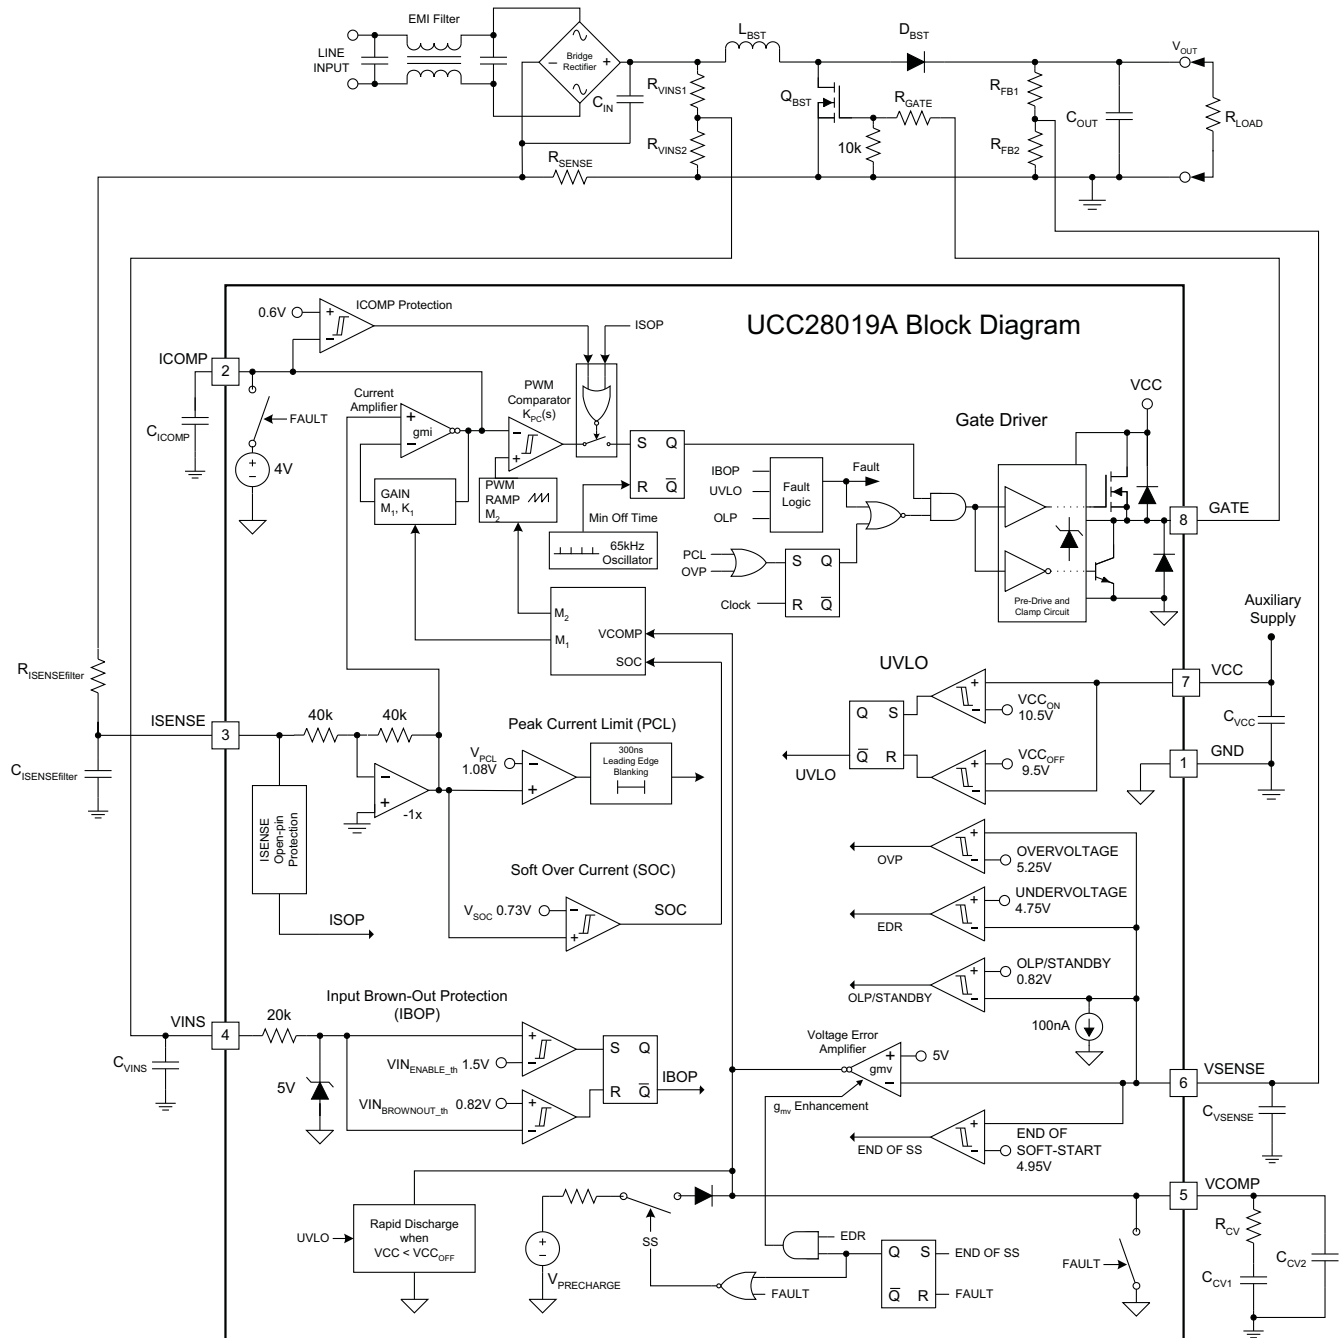 EMI Filter
LINE
INPUT
Bridge
Rectifier
C_IN
R_VINS1
R_VINS2
L_BST
D_BST
Q_BST
R_GATE
10k
R_FB1
R_FB2
C_OUT
V_OUT
R_LOAD
R_SENSE
UCC28019A Block Diagram
0.6V
ICOMP Protection
ISOP
ICOMP
2
C_ICOMP
FAULT
4V
Current
Amplifier
gmi
PWM
Comparator
K_PC(s)
GAIN
M_1, K_1
PWM
RAMP
M_2
S Q
R Q̅
Min Off Time
65kHz
Oscillator
M_2
M_1
VCOMP
SOC
IBOP
UVLO
OLP
Fault
Logic
Fault
PCL
OVP
Clock
S Q
R Q̅
Gate Driver
VCC
Pre-Drive and
Clamp Circuit
8
GATE
Auxiliary
Supply
7
VCC
C_VCC
1
GND
UVLO
Q S
Q̅ R
UVLO
VCC_ON
10.5V
VCC_OFF
9.5V
R_ISENSEfilter
ISENSE
3
C_ISENSEfilter
40k
40k
-1x
ISENSE
Open-pin
Protection
ISOP
Peak Current Limit (PCL)
V_PCL
1.08V
300ns
Leading Edge
Blanking
Soft Over Current (SOC)
V_SOC 0.73V
SOC
OVP
OVERVOLTAGE
5.25V
EDR
UNDERVOLTAGE
4.75V
OLP/STANDBY
OLP/STANDBY
0.82V
100nA
Input Brown-Out Protection
(IBOP)
VINS
4
20k
C_VINS
5V
VIN_ENABLE_th 1.5V
VIN_BROWNOUT_th 0.82V
S Q
R Q̅
IBOP
Voltage Error
Amplifier
5V
gmv
g_mv Enhancement
VSENSE
6
C_VSENSE
END OF SS
END OF
SOFT-START
4.95V
5
VCOMP
R_CV
C_CV1
C_CV2
UVLO
Rapid Discharge
when
VCC < VCC_OFF
V_PRECHARGE
SS
EDR
FAULT
Q S
Q̅ R
END OF SS
FAULT
FAULT